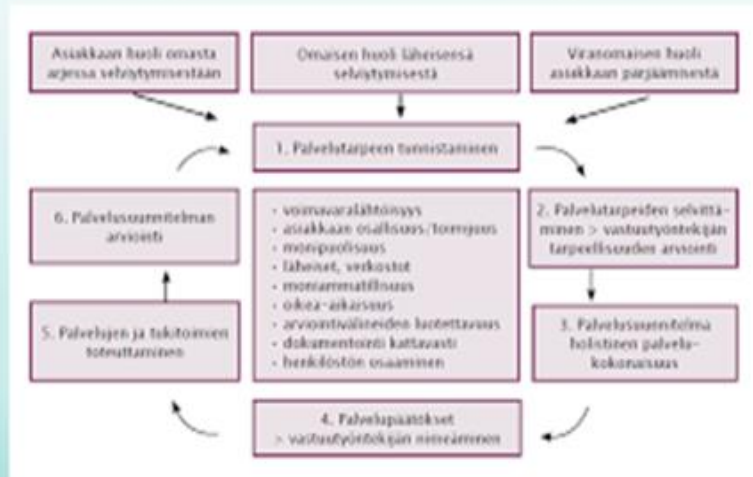 Asiakkaan huoli omasta
arjessa selviytymisestään
Omaisen huoli läheisensä
selviytymisestä
Viranomaisen huoli
asiakkaan pärjäämisestä
1. Palvelutarpeen tunnistaminen
6. Palvelusuunnitelman
arviointi
• voimavaralähtöisyys
• asiakkaan osallisuus/toimijuus
• monipuolisuus
• läheiset, verkostot
• moniammatillisuus
• oikea-aikaisuus
• arviointivälineiden luotettavuus
• dokumentointi kattavasti
• henkilöstön osaaminen
2. Palvelutarpeiden selvittä-
minen > vastuutyöntekijän
tarpeellisuuden arviointi
5. Palvelujen ja tukitoimien
toteuttaminen
3. Palvelusuunnitelma
holistinen palvelu-
kokonaisuus
4. Palvelupäätökset
> vastuutyöntekijän nimeäminen